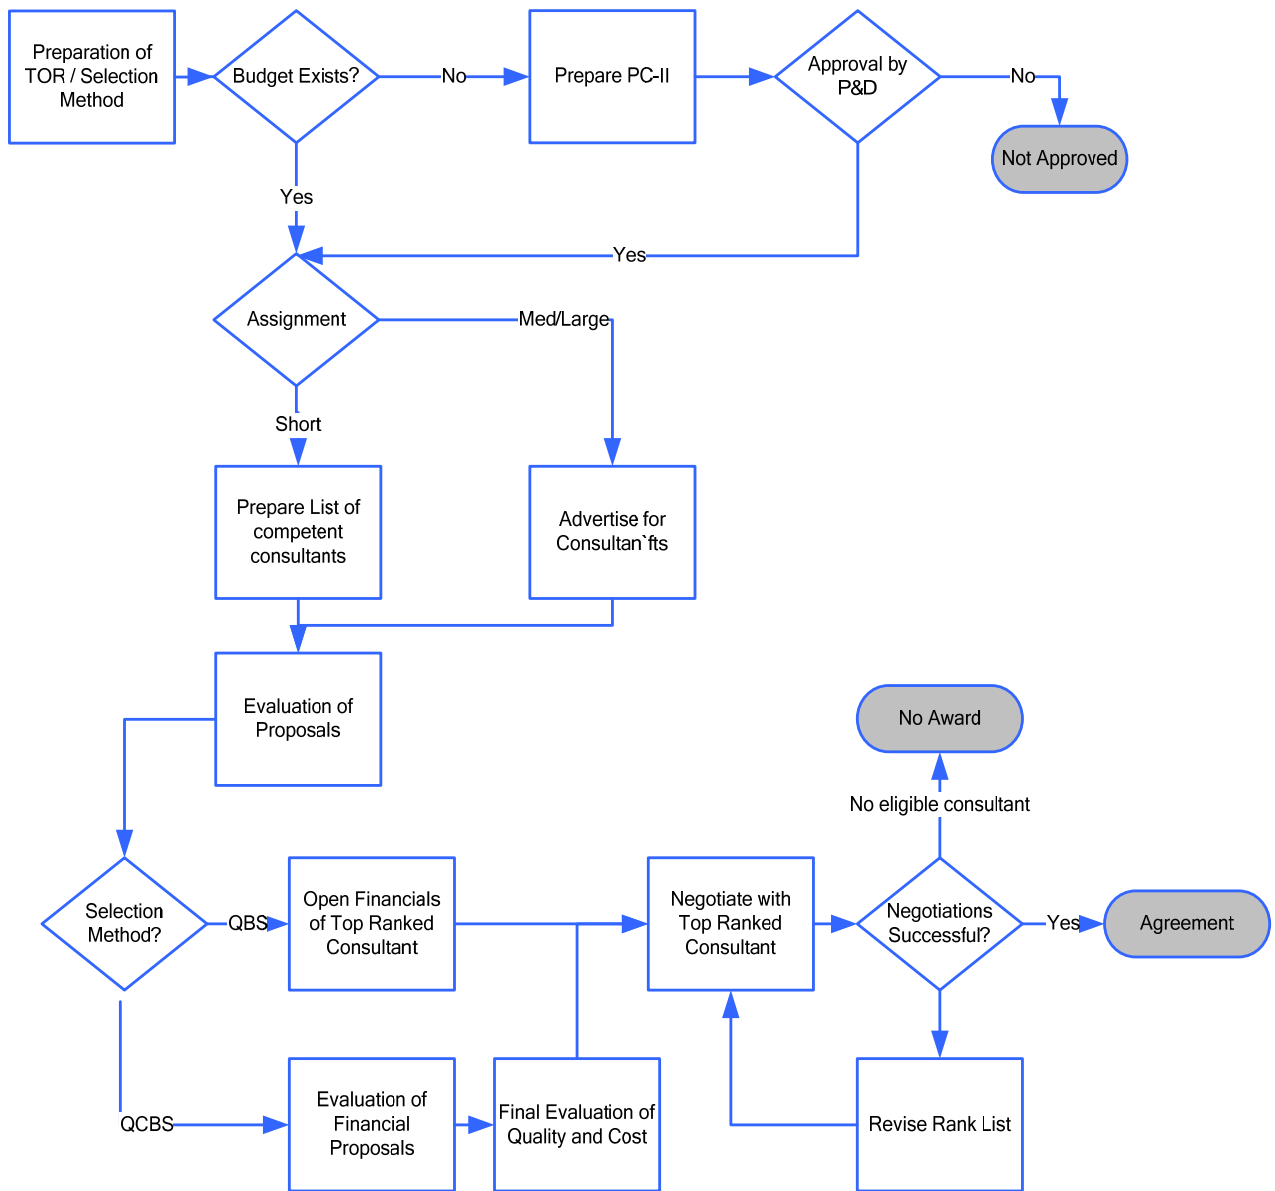 Preparation of
TOR / Selection
Method
Budget Exists?
No
Prepare PC-II
Approval by
P&D
No
Not Approved
Yes
Yes
Assignment
Med/Large
Short
Prepare List of
competent
consultants
Advertise for
Consultan`fts
Evaluation of
Proposals
No Award
No eligible consultant
Selection
Method?
QBS
Open Financials
of Top Ranked
Consultant
Negotiate with
Top Ranked
Consultant
Negotiations
Successful?
Yes
Agreement
QCBS
Evaluation of
Financial
Proposals
Final Evaluation of
Quality and Cost
Revise Rank List